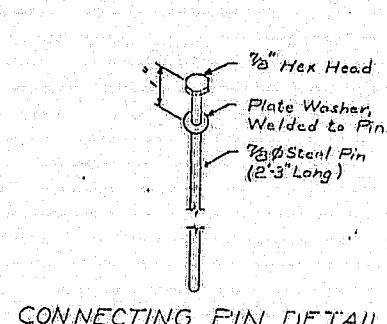 7/8" Hex Head
Plate Washer,
Welded to Pin
7/8 ø Steel Pin
(2'-3" Long)
CONNECTING PIN DETAIL